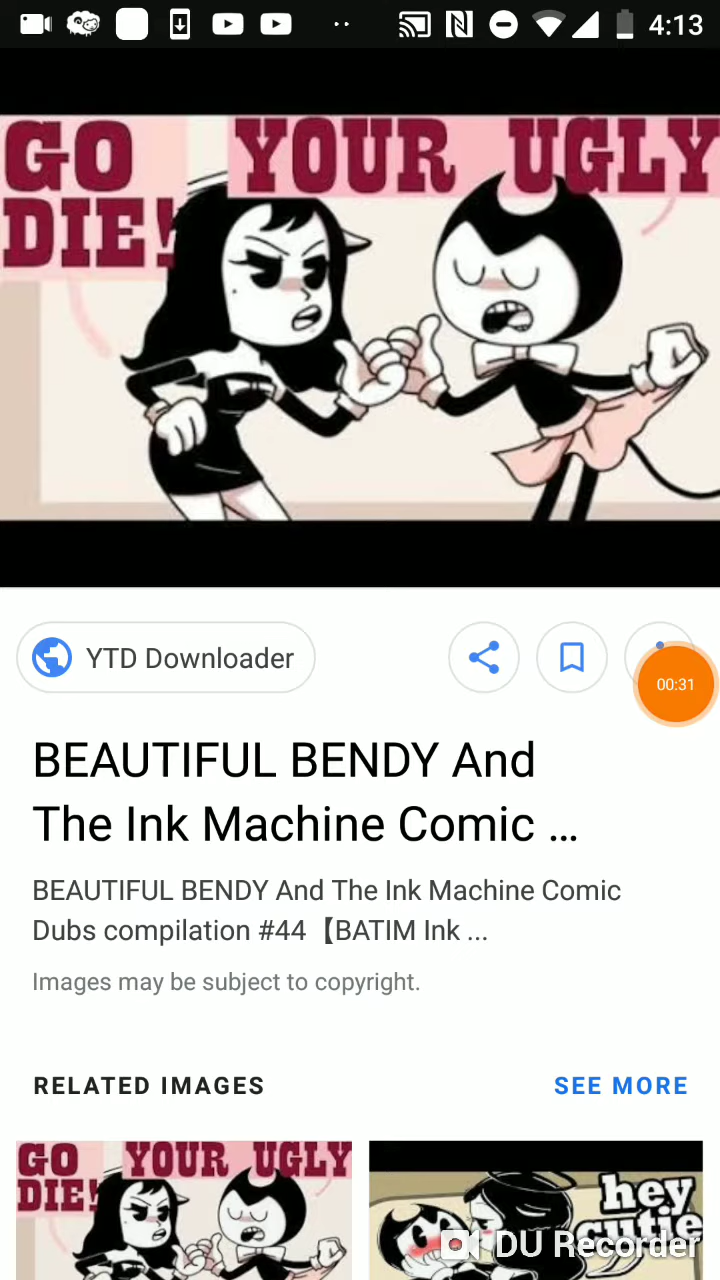 4:13
GO YOUR UGLY
DIE!
YTD Downloader
00:31
BEAUTIFUL BENDY And
The Ink Machine Comic ...
BEAUTIFUL BENDY And The Ink Machine Comic
Dubs compilation #44【BATIM Ink ...
Images may be subject to copyright.
RELATED IMAGES SEE MORE
GO YOUR UGLY
DIE!
hey
cutie
DU Recorder